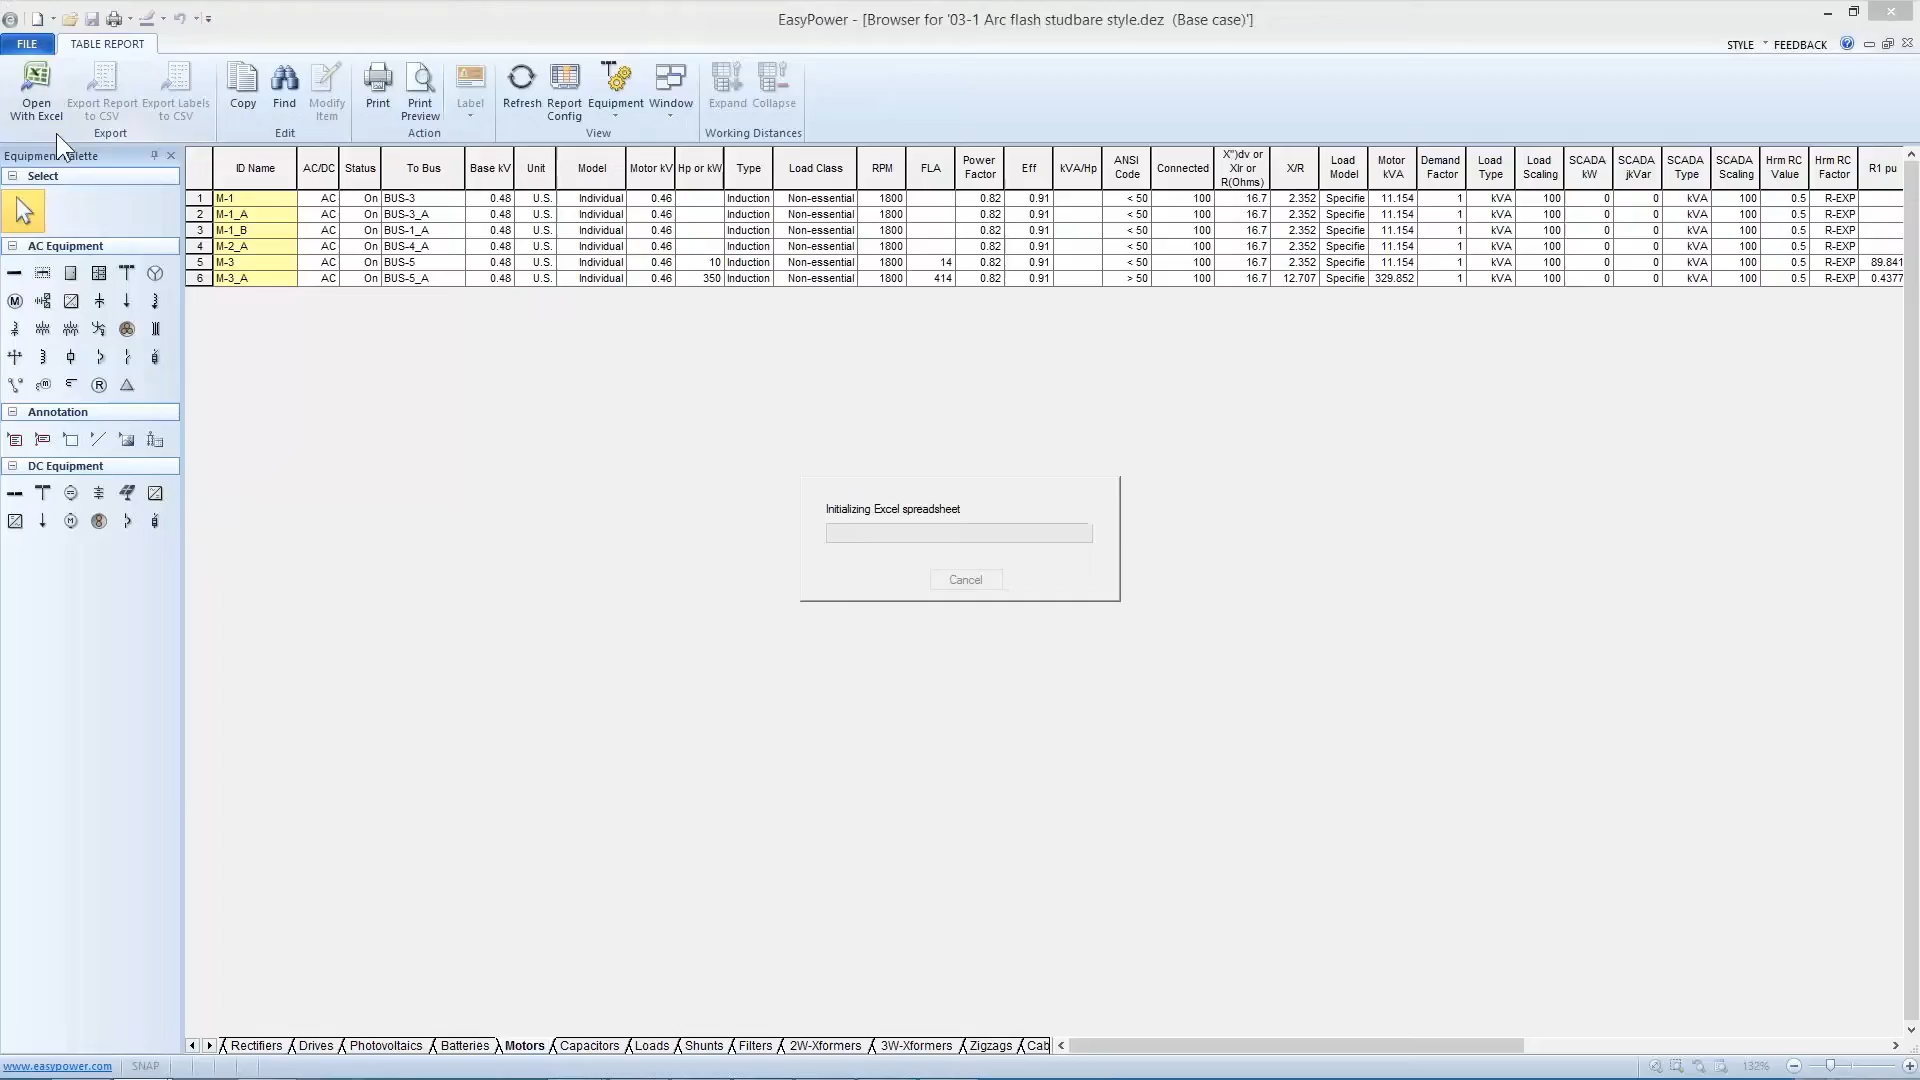 EasyPower - [Browser for '03-1 Arc flash studbare style.dez  (Base case)']
FILE TABLE REPORT STYLE FEEDBACK
Open With Excel
Export Report to CSV
Export Labels to CSV
Export
Copy
Find
Modify Item
Edit
Print
Print Preview
Action
Label
Refresh
Report Config
Equipment
Window
View
Expand
Collapse
Working Distances
Select
AC Equipment
Annotation
DC Equipment
ID Name AC/DC Status To Bus Base kV Unit Model Motor kV Hp or kW Type Load Class RPM FLA Power Factor Eff kVA/Hp ANSI Code Connected X")dv or Xlr or R(Ohms) X/R Load Model Motor kVA Demand Factor Load Type Load Scaling SCADA kW SCADA jkVar SCADA Type SCADA Scaling Hrm RC Value Hrm RC Factor R1 pu
1 M-1 AC On BUS-3 0.48 U.S. Individual 0.46 Induction Non-essential 1800 0.82 0.91 < 50 100 16.7 2.352 Specifie 11.154 1 kVA 100 0 0 kVA 100 0.5 R-EXP
2 M-1_A AC On BUS-3_A 0.48 U.S. Individual 0.46 Induction Non-essential 1800 0.82 0.91 < 50 100 16.7 2.352 Specifie 11.154 1 kVA 100 0 0 kVA 100 0.5 R-EXP
3 M-1_B AC On BUS-1_A 0.48 U.S. Individual 0.46 Induction Non-essential 1800 0.82 0.91 < 50 100 16.7 2.352 Specifie 11.154 1 kVA 100 0 0 kVA 100 0.5 R-EXP
4 M-2_A AC On BUS-4_A 0.48 U.S. Individual 0.46 Induction Non-essential 1800 0.82 0.91 < 50 100 16.7 2.352 Specifie 11.154 1 kVA 100 0 0 kVA 100 0.5 R-EXP
5 M-3 AC On BUS-5 0.48 U.S. Individual 0.46 10 Induction Non-essential 1800 14 0.82 0.91 < 50 100 16.7 2.352 Specifie 11.154 1 kVA 100 0 0 kVA 100 0.5 R-EXP 89.841
6 M-3_A AC On BUS-5_A 0.48 U.S. Individual 0.46 350 Induction Non-essential 1800 414 0.82 0.91 > 50 100 16.7 12.707 Specifie 329.852 1 kVA 100 0 0 kVA 100 0.5 R-EXP 0.4377
Initializing Excel spreadsheet
Cancel
Rectifiers Drives Photovoltaics Batteries Motors Capacitors Loads Shunts Filters 2W-Xformers 3W-Xformers Zigzags Cab
www.easypower.com SNAP 132%